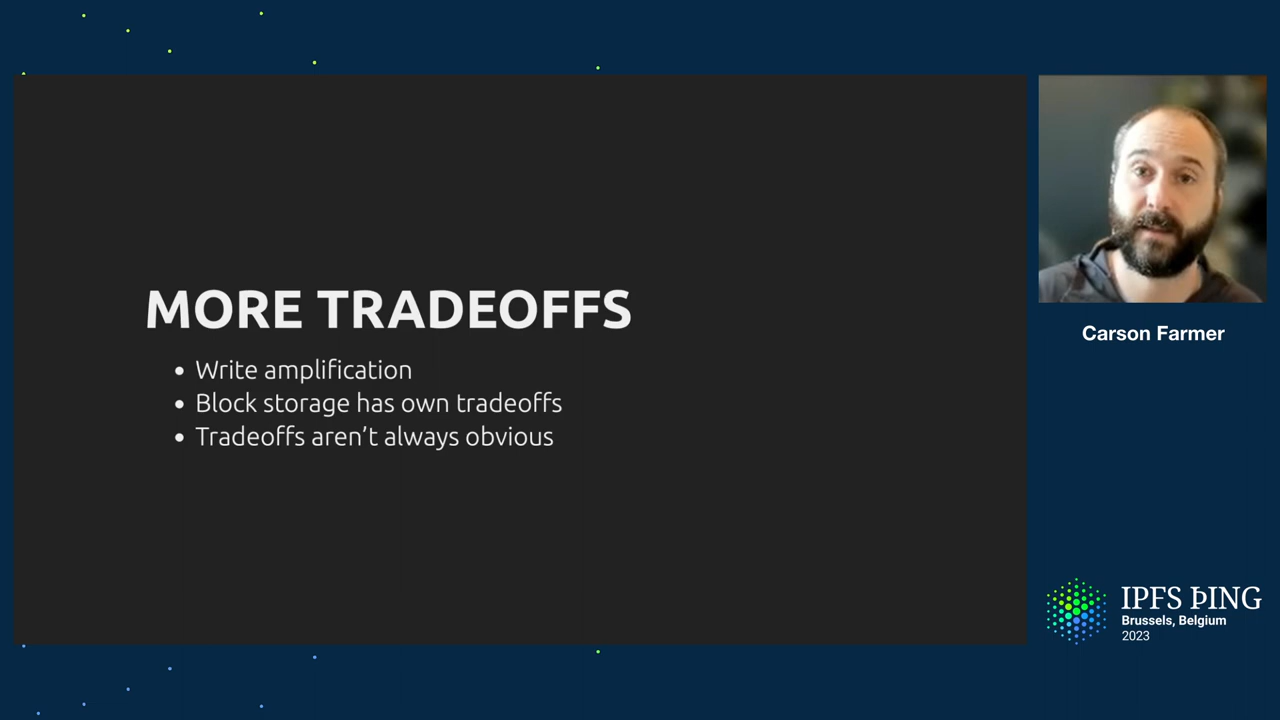 MORE TRADEOFFS
• Write amplification
• Block storage has own tradeoffs
• Tradeoffs aren’t always obvious
Carson Farmer
IPFS ÞING
Brussels, Belgium
2023